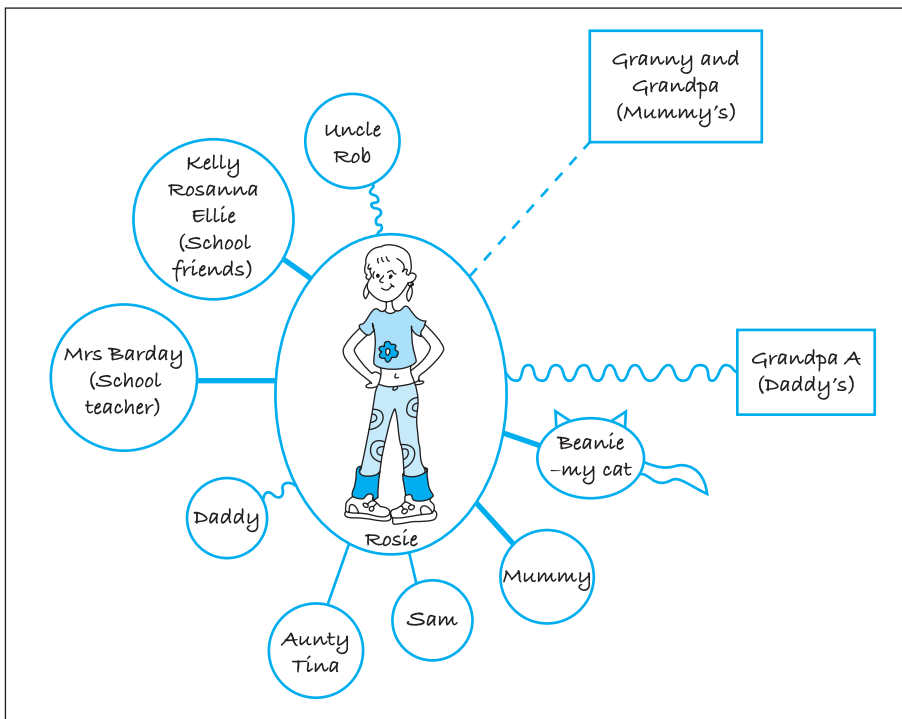 Granny and
Grandpa
(Mummy's)
Uncle
Rob
Kelly
Rosanna
Ellie
(School
friends)
Mrs Barday
(School
teacher)
Grandpa A
(Daddy's)
Beanie
-my cat
Daddy
Rosie
Mummy
Sam
Aunty
Tina